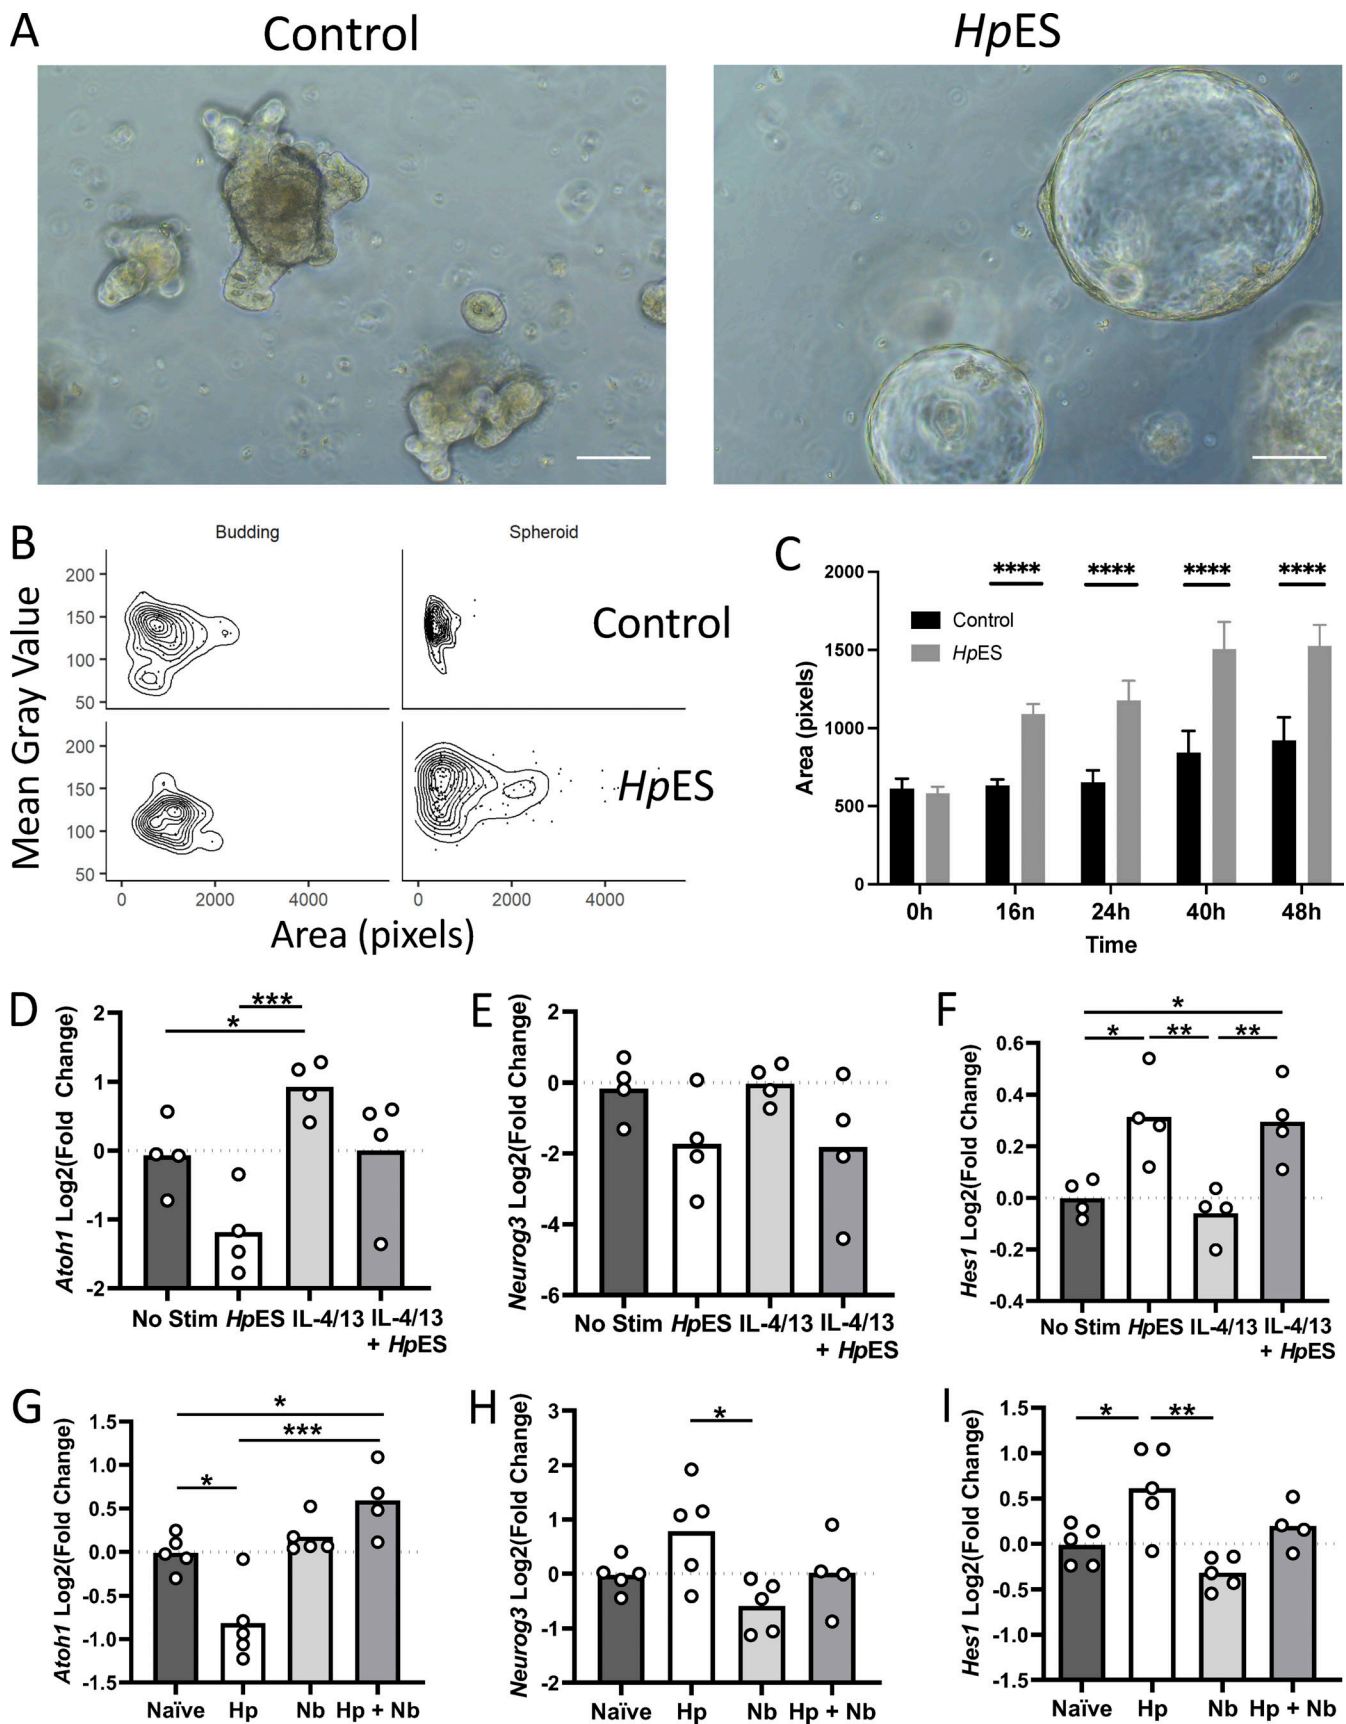 A
Control
HpES
B
Budding
Spheroid
Mean Gray Value
200
150
100
50
Control
200
150
100
50
HpES
0
2000
4000
0
2000
4000
Area (pixels)
C
2000
1500
1000
500
0
Area (pixels)
**** **** **** ****
Control
HpES
0h 16n 24h 40h 48h
Time
D
Atoh1 Log2(Fold Change)
2
1
0
-1
-2
***
*
No Stim HpES IL-4/13 IL-4/13
+ HpES
E
Neurog3 Log2(Fold Change)
2
0
-2
-4
-6
No Stim HpES IL-4/13 IL-4/13
+ HpES
F
Hes1 Log2(Fold Change)
0.6
0.4
0.2
0.0
-0.2
-0.4
*
* ** **
No Stim HpES IL-4/13 IL-4/13
+ HpES
G
Atoh1 Log2(Fold Change)
1.5
1.0
0.5
0.0
-0.5
-1.0
-1.5
*
***
*
Naïve Hp Nb Hp + Nb
H
Neurog3 Log2(Fold Change)
3
2
1
0
-1
-2
*
Naïve Hp Nb Hp + Nb
I
Hes1 Log2(Fold Change)
1.5
1.0
0.5
0.0
-0.5
-1.0
-1.5
* **
Naïve Hp Nb Hp + Nb